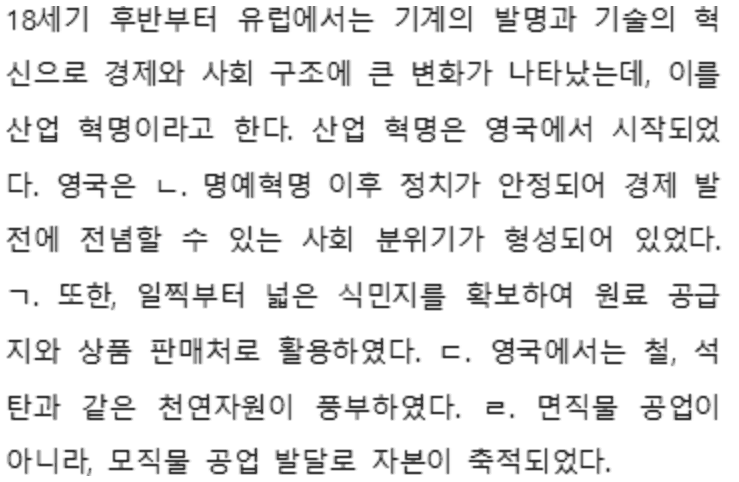 18세기 후반부터 유럽에서는 기계의 발명과 기술의 혁
신으로 경제와 사회 구조에 큰 변화가 나타났는데, 이를
산업 혁명이라고 한다. 산업 혁명은 영국에서 시작되었
다. 영국은 ㄴ. 명예혁명 이후 정치가 안정되어 경제 발
전에 전념할 수 있는 사회 분위기가 형성되어 있었다.
ㄱ. 또한, 일찍부터 넓은 식민지를 확보하여 원료 공급
지와 상품 판매처로 활용하였다. ㄷ. 영국에서는 철, 석
탄과 같은 천연자원이 풍부하였다. ㄹ. 면직물 공업이
아니라, 모직물 공업 발달로 자본이 축적되었다.